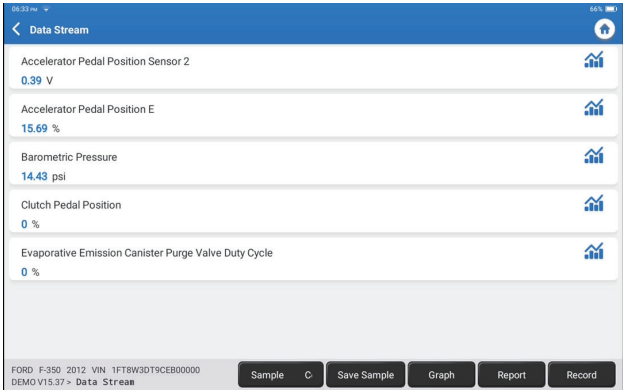 06:33 PM
66%
Data Stream
Accelerator Pedal Position Sensor 2
0.39 V
Accelerator Pedal Position E
15.69 %
Barometric Pressure
14.43 psi
Clutch Pedal Position
0 %
Evaporative Emission Canister Purge Valve Duty Cycle
0 %
FORD F-350 2012 VIN 1FT8W3DT9CEB00000
DEMO V15.37 > Data Stream
Sample
Save Sample
Graph
Report
Record